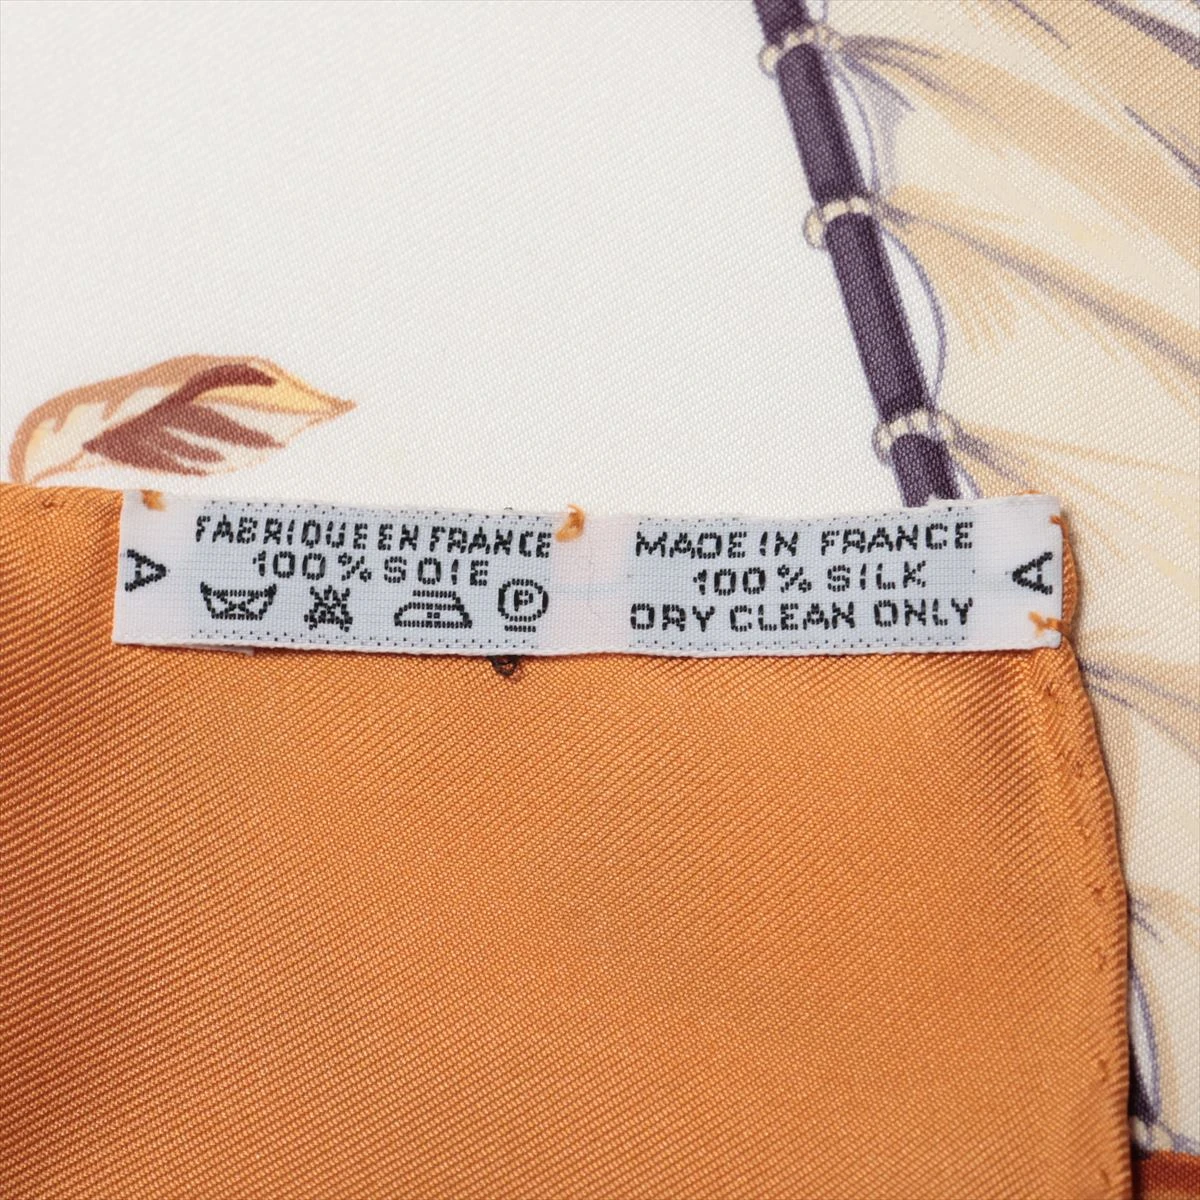 A
FABRIQUE EN FRANCE
100% SOIE
P
MADE IN FRANCE
100% SILK
DRY CLEAN ONLY
A